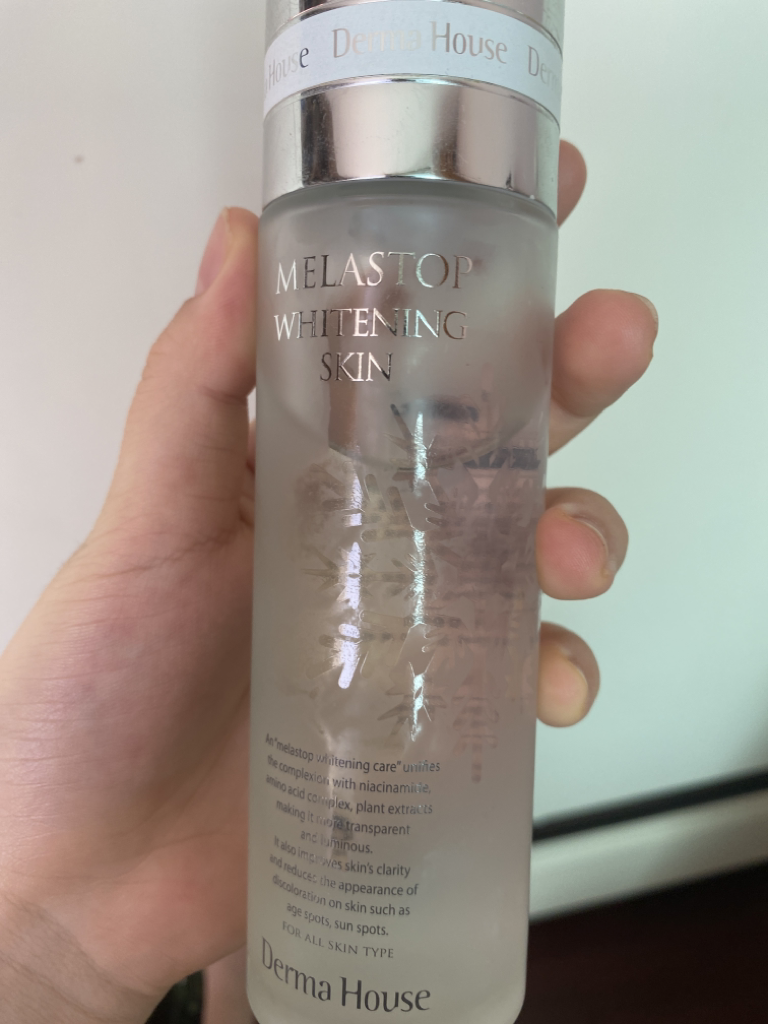 House Derma House De
MELASTOP
WHITENING
SKIN
An "melastop whitening care" unifies
the complexion with niacinamide,
amino acid complex, plant extracts
making it more transparent
and luminous.
It also improves skin's clarity
and reduces the appearance of
discoloration on skin such as
age spots, sun spots.
FOR ALL SKIN TYPE
Derma House